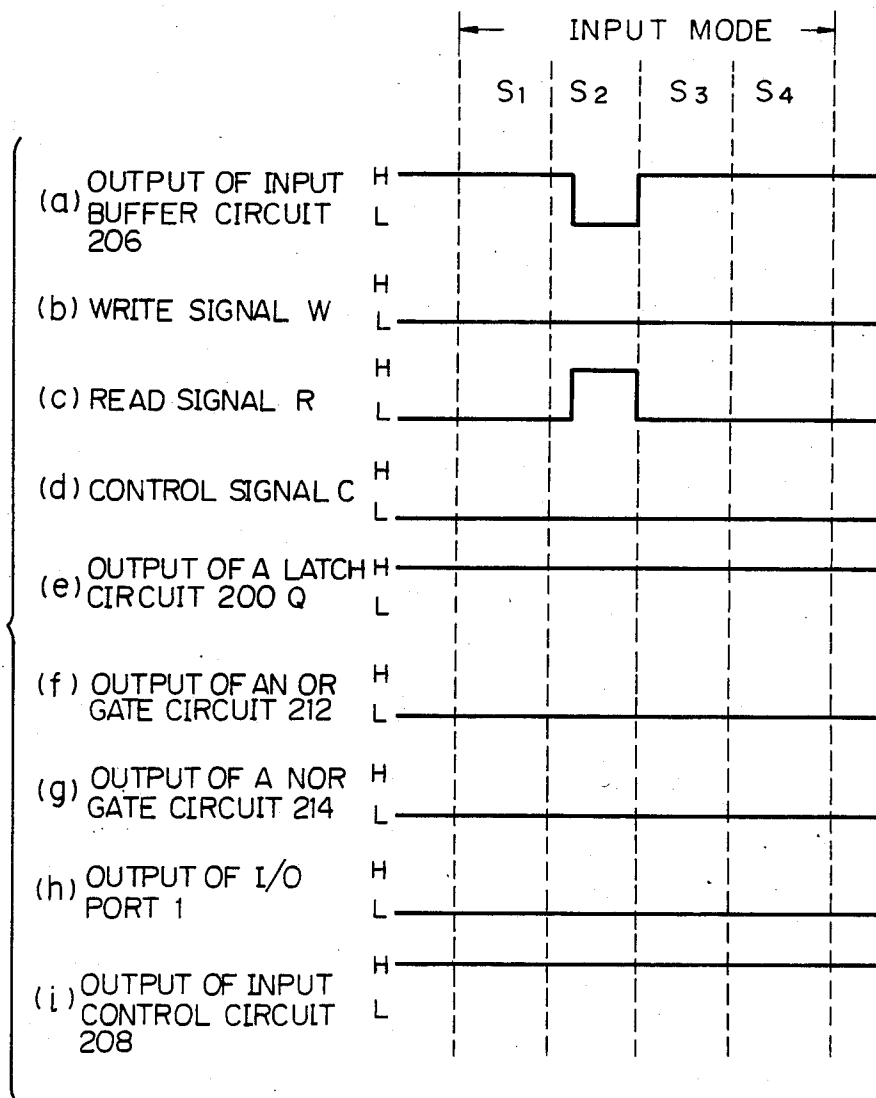 INPUT MODE
S1 S2 S3 S4
(a) OUTPUT OF INPUT H
BUFFER CIRCUIT L
206
H
(b) WRITE SIGNAL W L
H
(c) READ SIGNAL R L
H
(d) CONTROL SIGNAL C L
(e) OUTPUT OF A LATCH H
CIRCUIT 200 Q L
(f) OUTPUT OF AN OR H
GATE CIRCUIT 212 L
(g) OUTPUT OF A NOR H
GATE CIRCUIT 214 L
(h) OUTPUT OF I/O H
PORT 1 L
H
(i) OUTPUT OF INPUT
CONTROL CIRCUIT L
208